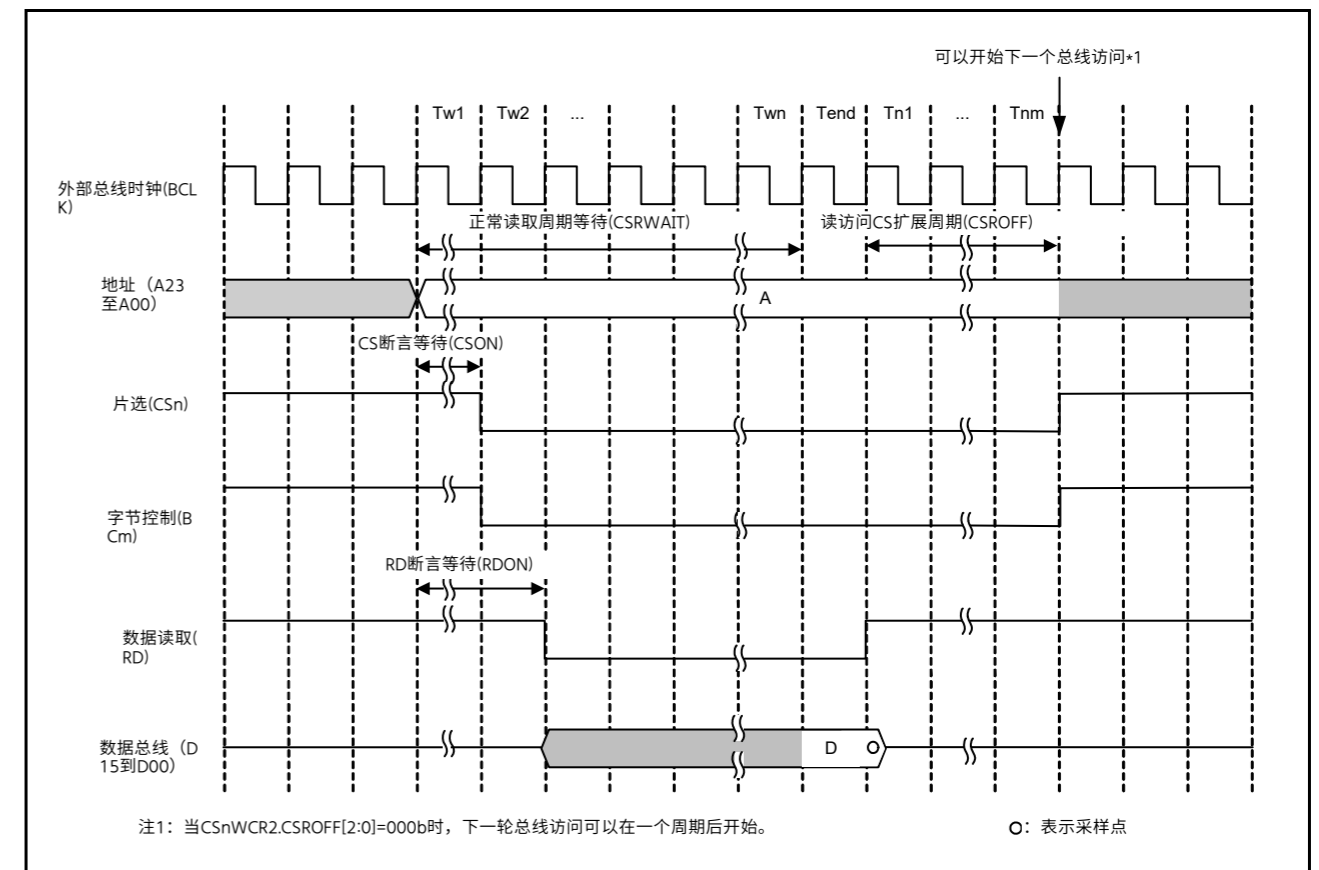 可以开始下一个总线访问*1
Tw1 Tw2 ... Twn Tend Tn1 ... Tnm
外部总线时钟(BCL
K)
正常读取周期等待(CSRWAIT) 读访问CS扩展周期(CSROFF)
地址（A23
至A00）
A
CS断言等待(CSON)
片选(CSn)
字节控制(B
Cm)
RD断言等待(RDON)
数据读取(
RD)
数据总线（D
15到D00）
D
注1：当CSnWCR2.CSROFF[2:0]=000b时，下一轮总线访问可以在一个周期后开始。
O：表示采样点